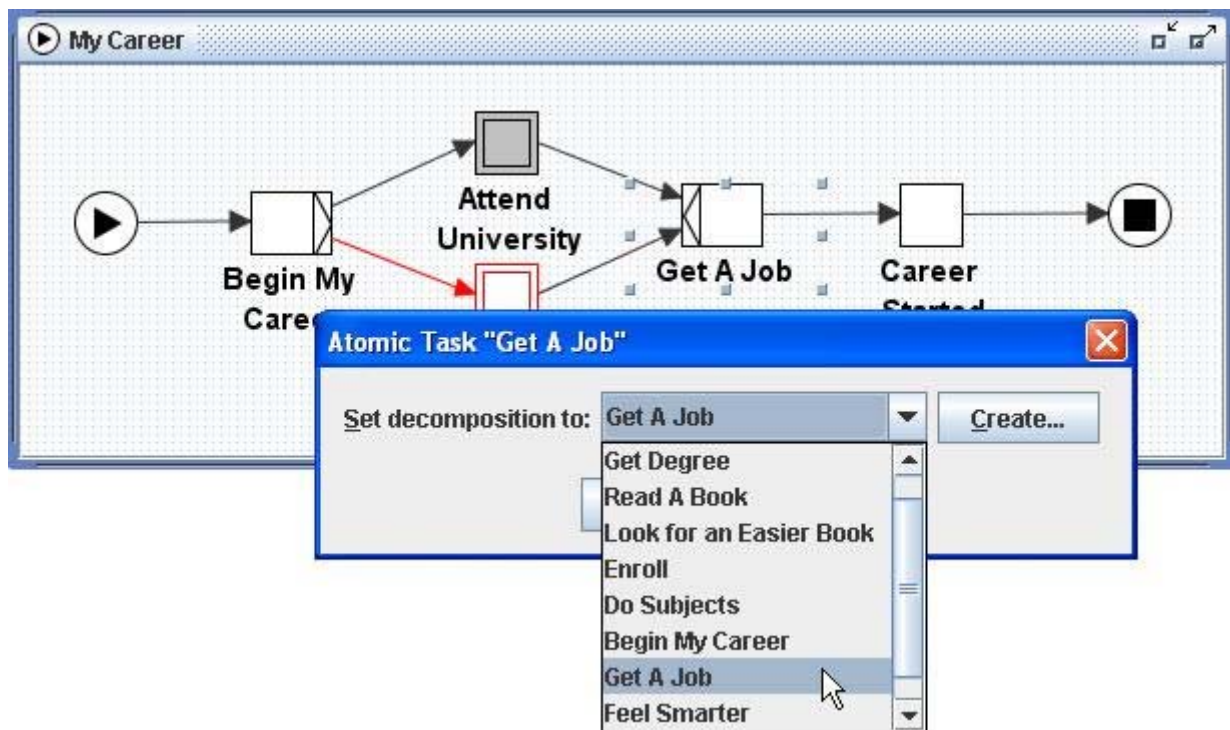 My Career
Attend
University
Begin My
Get A Job
Career
Started
Atomic Task "Get A Job"
Set decomposition to:
Get A Job
Create...
Get Degree
Read A Book
Look for an Easier Book
Enroll
Do Subjects
Begin My Career
Get A Job
Feel Smarter